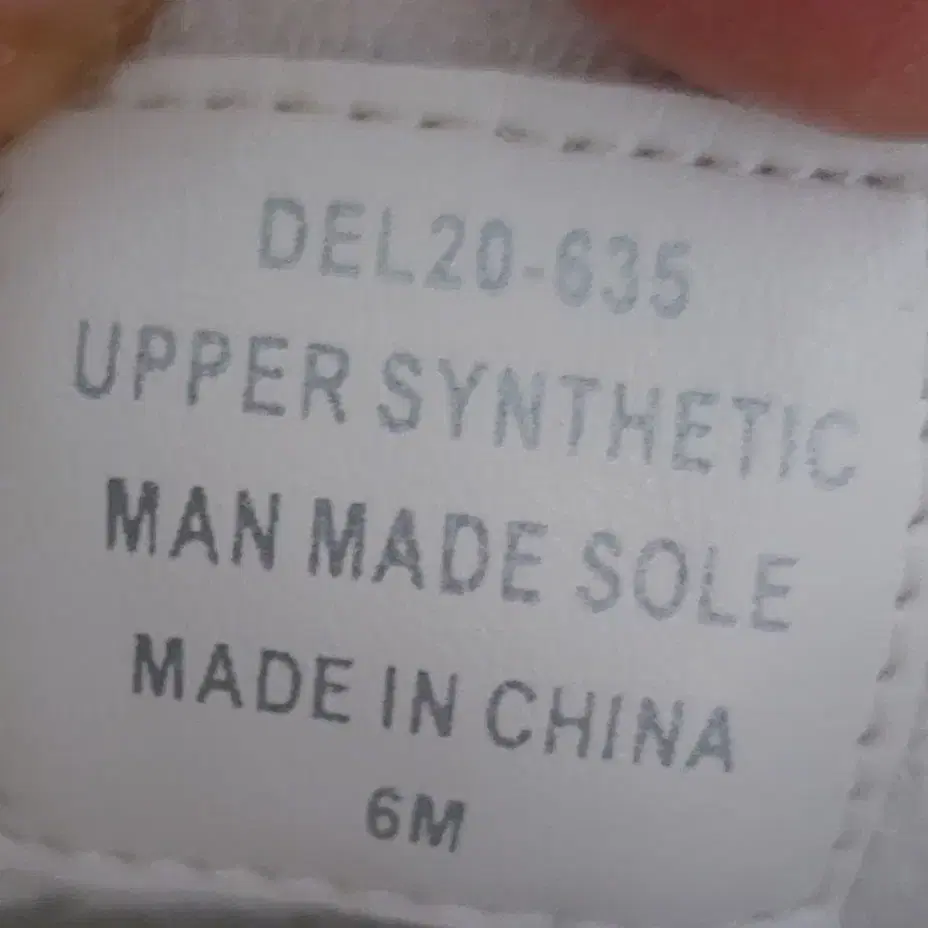 DEL20-635
UPPER SYNTHETIC
MAN MADE SOLE
MADE IN CHINA
6M